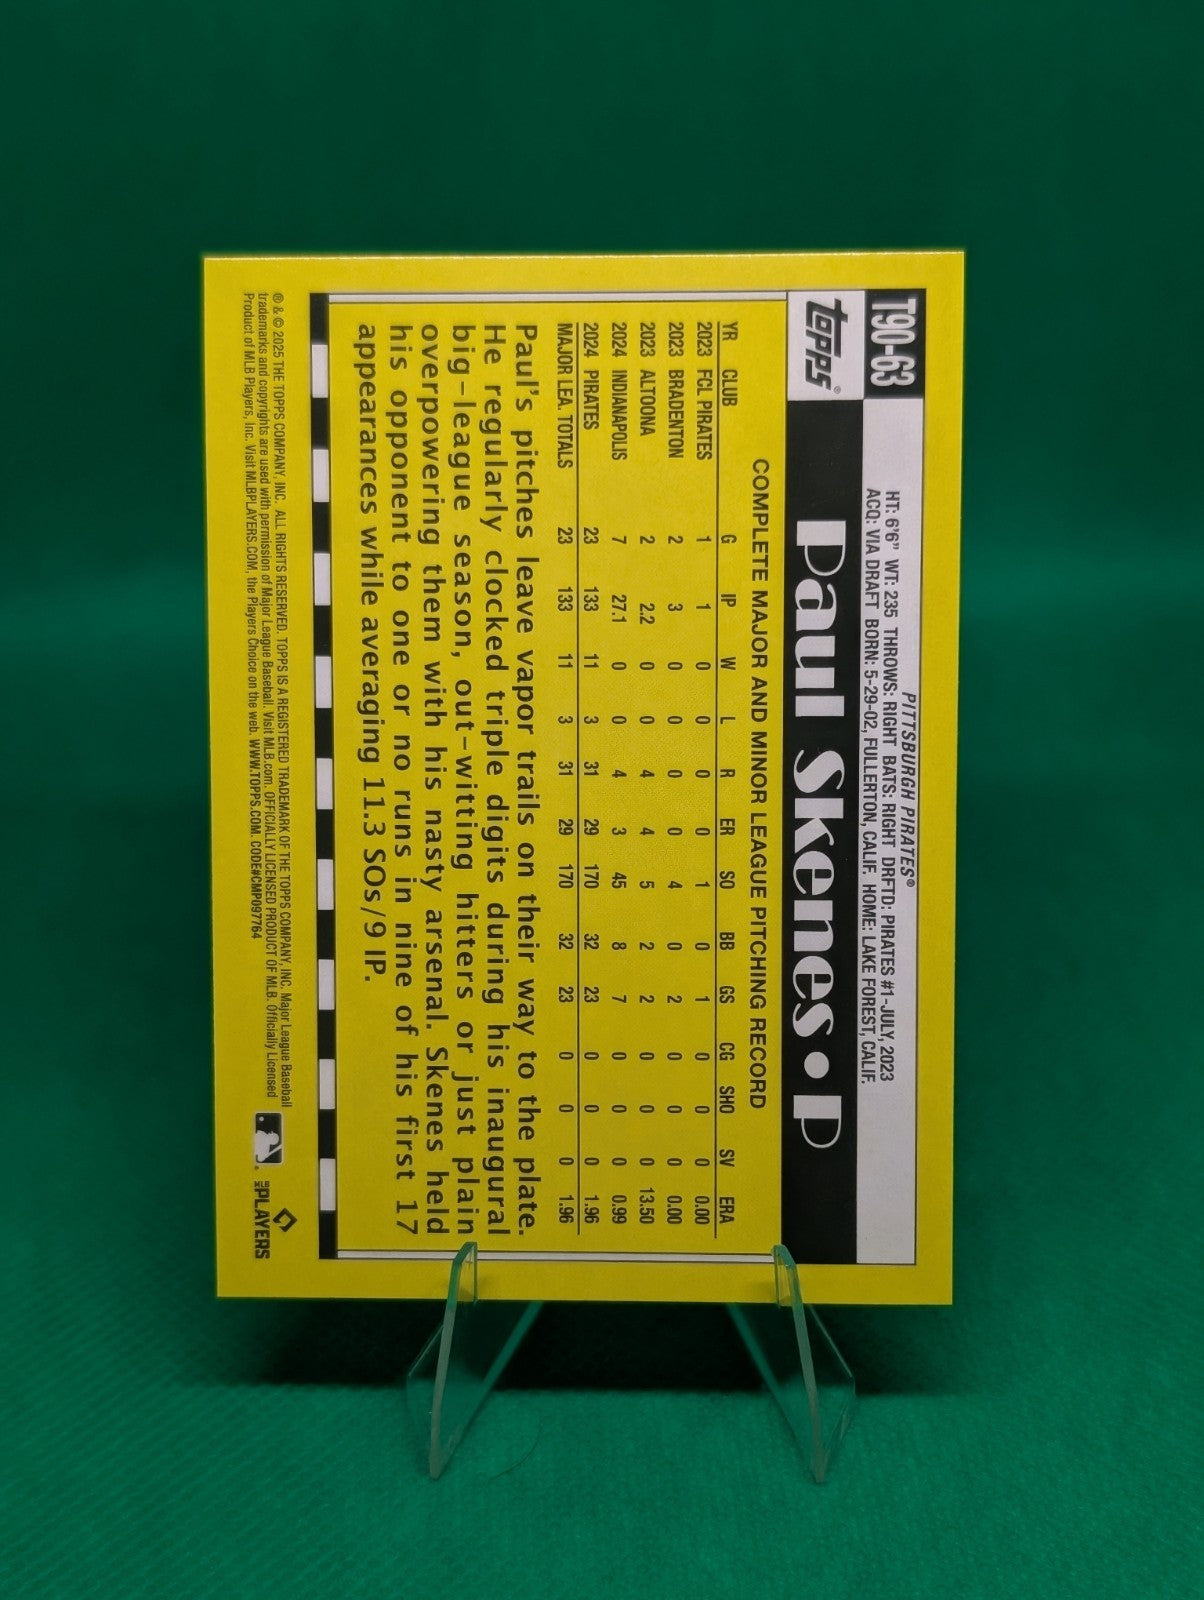 T90-63
PITTSBURGH PIRATES®
HT: 6'6" WT: 235 THROWS: RIGHT BATS: RIGHT DRFTD: PIRATES #1-JULY, 2023
ACQ: VIA DRAFT BORN: 5-29-02, FULLERTON, CALIF. HOME: LAKE FOREST, CALIF.
topps®
Paul Skenes • P
COMPLETE MAJOR AND MINOR LEAGUE PITCHING RECORD
YR CLUB G IP W L R ER SO BB GS CG SHO SV ERA
2023 FCL PIRATES 1 1 0 0 0 0 1 0 1 0 0 0 0.00
2023 BRADENTON 2 3 0 0 0 0 4 0 2 0 0 0 0.00
2023 ALTOONA 2 2.2 0 0 4 4 5 2 2 0 0 0 13.50
2024 INDIANAPOLIS 7 27.1 0 0 4 3 45 8 7 0 0 0 0.99
2024 PIRATES 23 133 11 3 31 29 170 32 23 0 0 0 1.96
MAJOR LEA. TOTALS 23 133 11 3 31 29 170 32 23 0 0 0 1.96
Paul's pitches leave vapor trails on their way to the plate.
He regularly clocked triple digits during his inaugural
big-league season, out-witting hitters or just plain
overpowering them with his nasty arsenal. Skenes held
his opponent to one or no runs in nine of his first 17
appearances while averaging 11.3 SOs/9 IP.
® & © 2025 THE TOPPS COMPANY, INC. ALL RIGHTS RESERVED. TOPPS IS A REGISTERED TRADEMARK OF THE TOPPS COMPANY, INC. Major League Baseball
trademarks and copyrights are used with permission of Major League Baseball. Visit MLB.com. OFFICIALLY LICENSED PRODUCT OF MLB. Officially Licensed
Product of MLB Players, Inc. Visit MLBPLAYERS.COM, the Players Choice on the web. WWW.TOPPS.COM. CODE#CMP097764
MLB PLAYERS